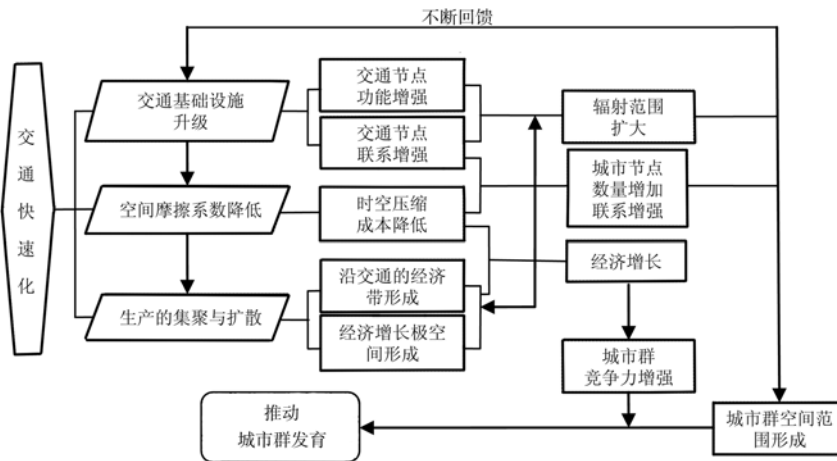 不断回馈
交通快速化
交通基础设施
升级
空间摩擦系数降低
生产的集聚与扩散
交通节点
功能增强
交通节点
联系增强
时空压缩
成本降低
沿交通的经济
带形成
经济增长极空
间形成
辐射范围
扩大
城市节点
数量增加
联系增强
经济增长
城市群
竞争力增强
城市群空间范
围形成
推动
城市群发育